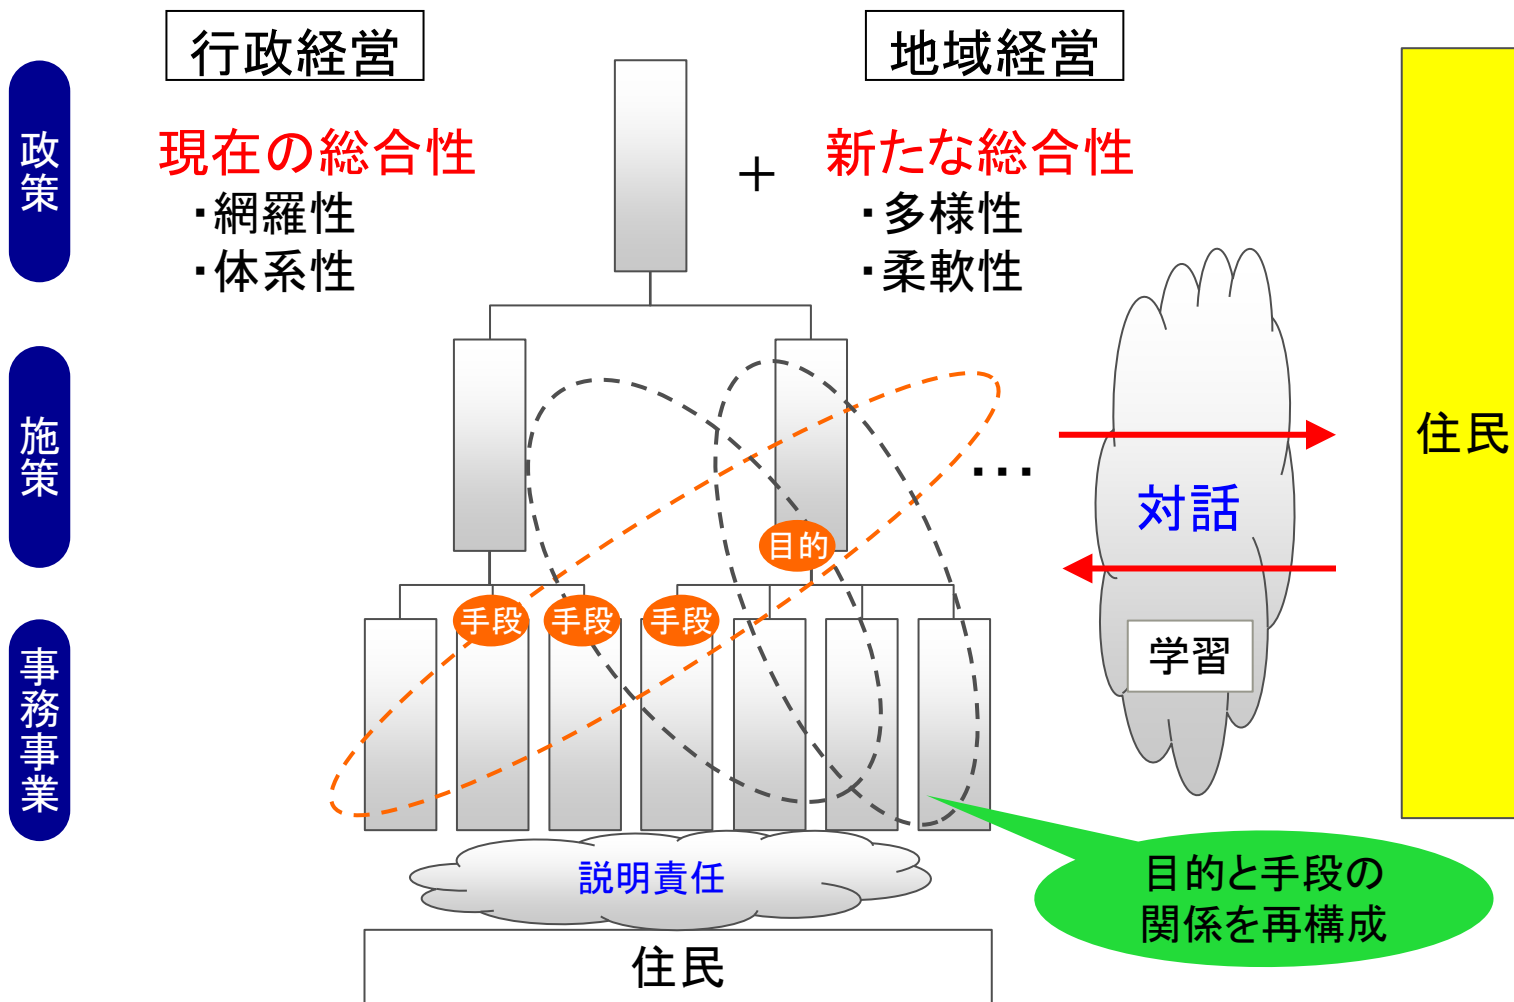 行政経営
地域経営
政策
現在の総合性
・網羅性
・体系性
＋
新たな総合性
・多様性
・柔軟性
施策
・・・
住民
対話
目的
手段
手段
手段
学習
事務事業
説明責任
目的と手段の
関係を再構成
住民